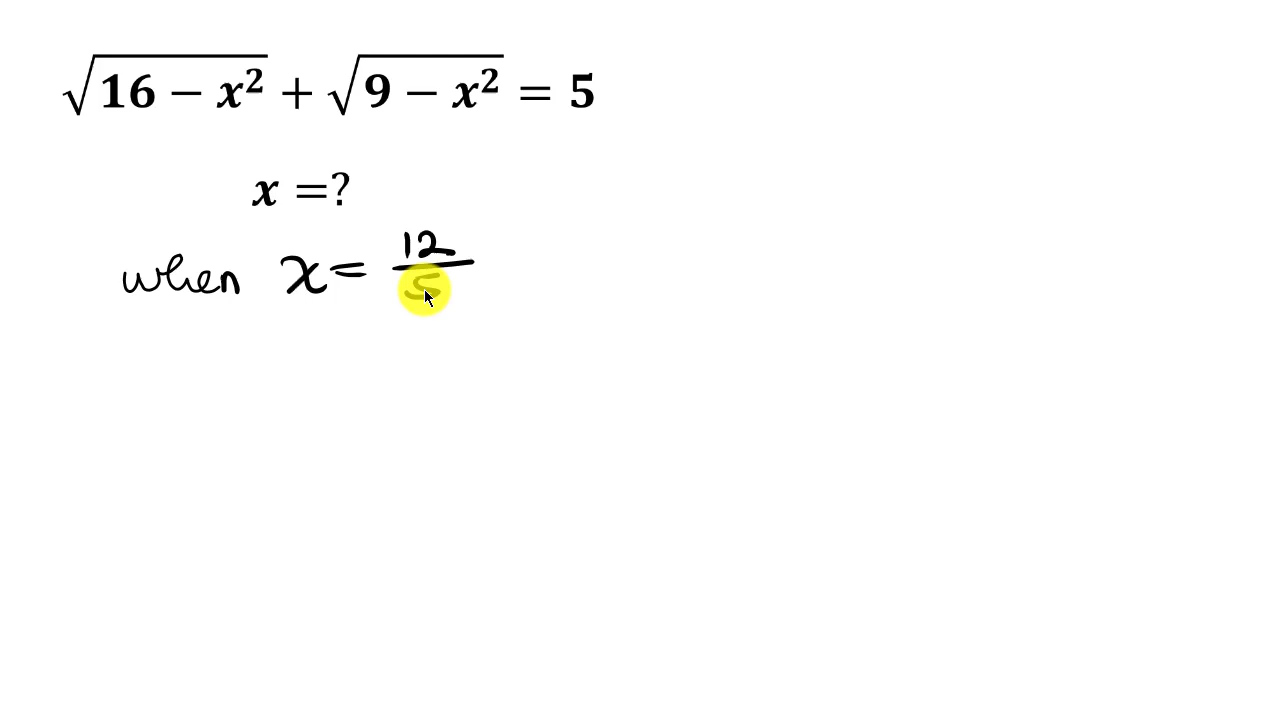 √(16 − x²) + √(9 − x²) = 5
x =?
when x = 12/5